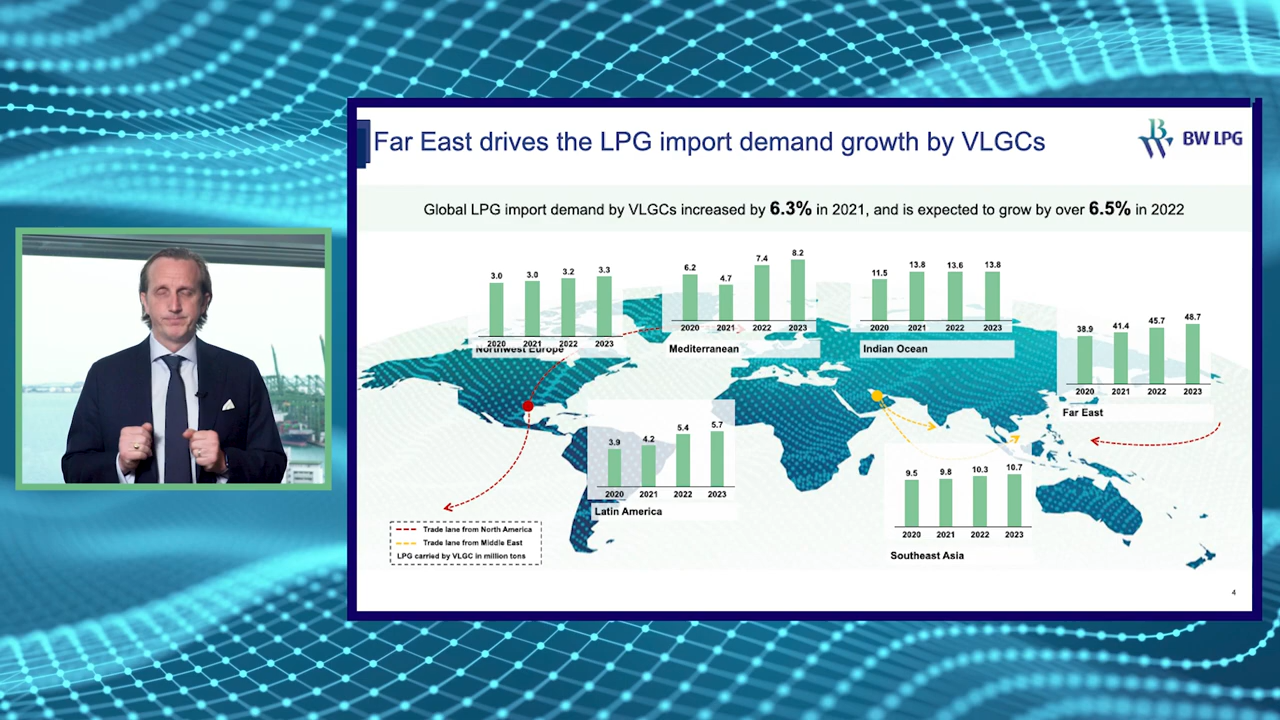 Far East drives the LPG import demand growth by VLGCs
BW LPG
Global LPG import demand by VLGCs increased by 6.3% in 2021, and is expected to grow by over 6.5% in 2022
3.0 3.0 3.2 3.3
2020 2021 2022 2023
Northwest Europe
6.2 4.7 7.4 8.2
2020 2021 2022 2023
Mediterranean
11.5 13.8 13.6 13.8
2020 2021 2022 2023
Indian Ocean
38.9 41.4 45.7 48.7
2020 2021 2022 2023
Far East
3.9 4.2 5.4 5.7
2020 2021 2022 2023
Latin America
9.5 9.8 10.3 10.7
2020 2021 2022 2023
Southeast Asia
Trade lane from North America
Trade lane from Middle East
LPG carried by VLGC in million tons
4